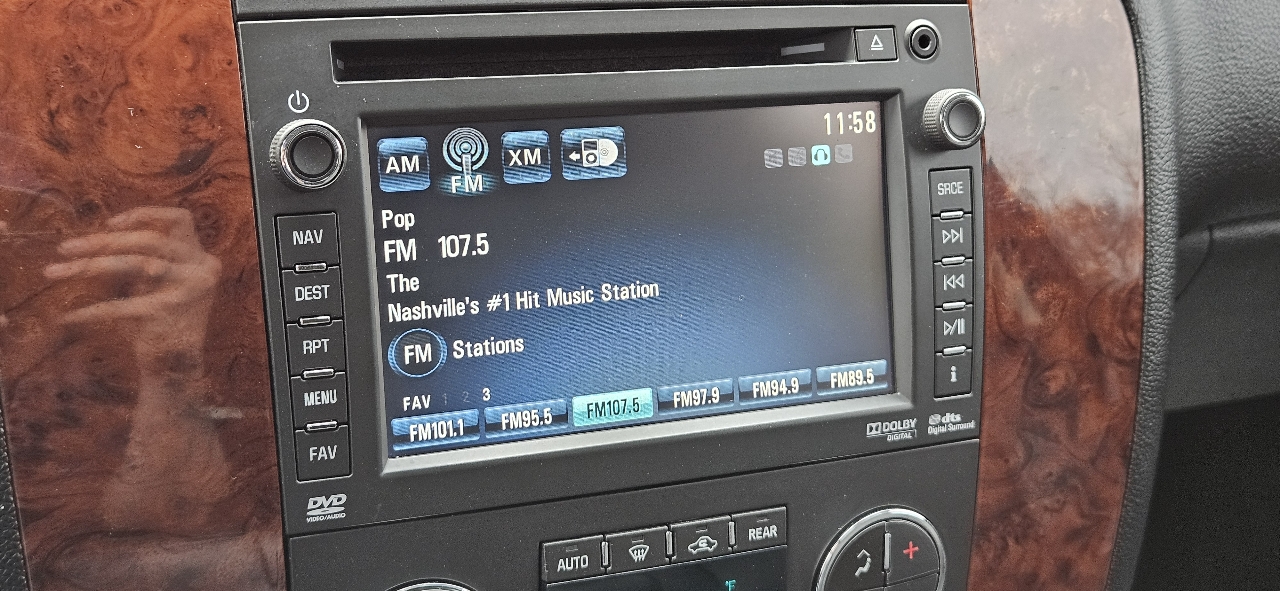 11:58
AM FM XM
SRCE
NAV
Pop
FM 107.5
DEST
The
Nashville's #1 Hit Music Station
RPT
FM Stations
i
MENU
FAV 1 2 3
FM101.1 FM95.5 FM107.5 FM97.9 FM94.9 FM89.5
FAV
DOLBY
DIGITAL
dts
Digital Surround
DVD
VIDEO/AUDIO
AUTO REAR
°F